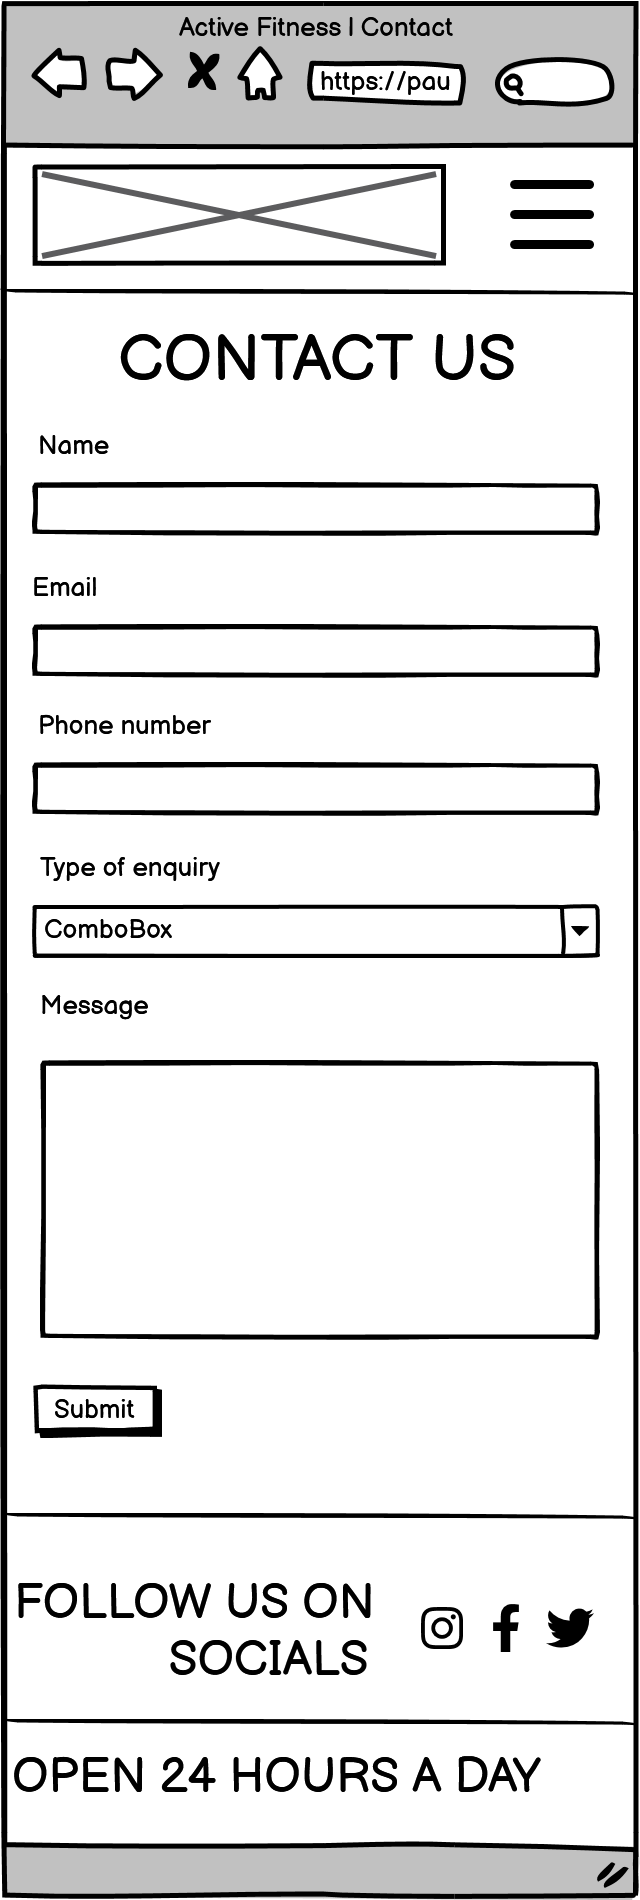 Active Fitness | Contact
https://pau
CONTACT US
Name
Email
Phone number
Type of enquiry
ComboBox
Message
Submit
FOLLOW US ON
SOCIALS
OPEN 24 HOURS A DAY